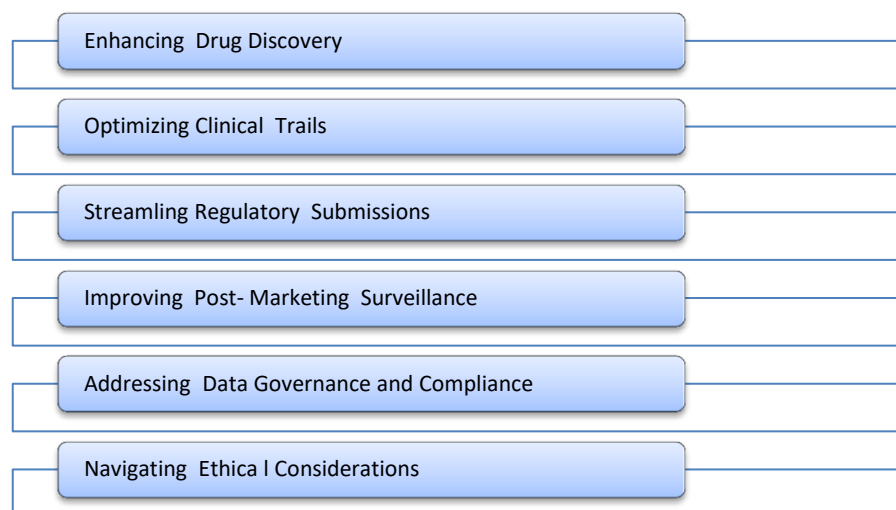 Enhancing Drug Discovery
Optimizing Clinical Trails
Streamling Regulatory Submissions
Improving Post- Marketing Surveillance
Addressing Data Governance and Compliance
Navigating Ethica l Considerations